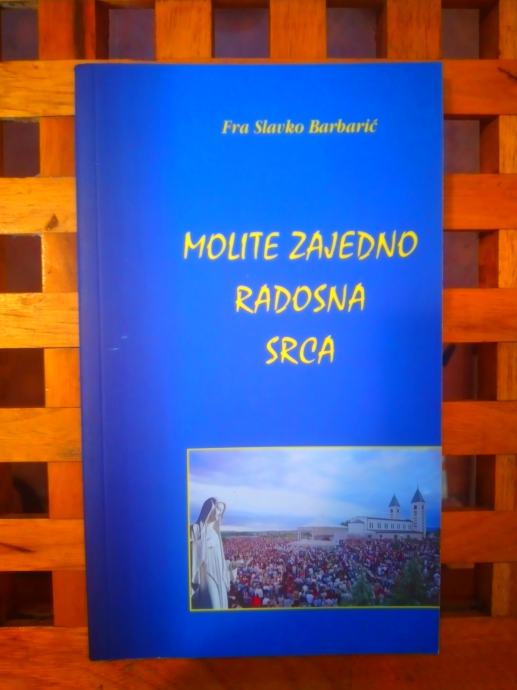 Fra Slavko Barbarić
MOLITE ZAJEDNO
RADOSNA
SRCA